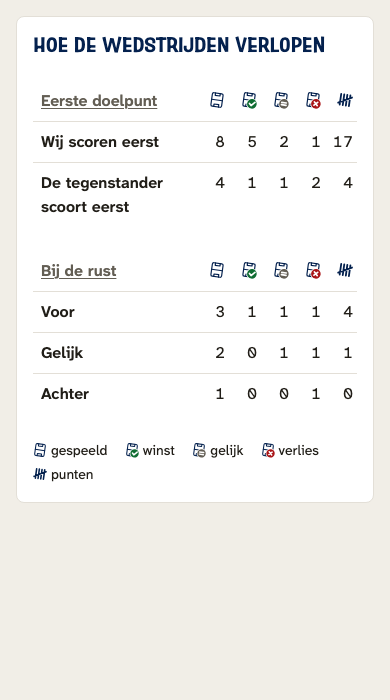 HOE DE WEDSTRIJDEN VERLOPEN
Eerste doelpunt
Wij scoren eerst 8 5 2 1 17
De tegenstander scoort eerst 4 1 1 2 4
Bij de rust
Voor 3 1 1 1 4
Gelijk 2 0 1 1 1
Achter 1 0 0 1 0
gespeeld winst gelijk verlies
punten